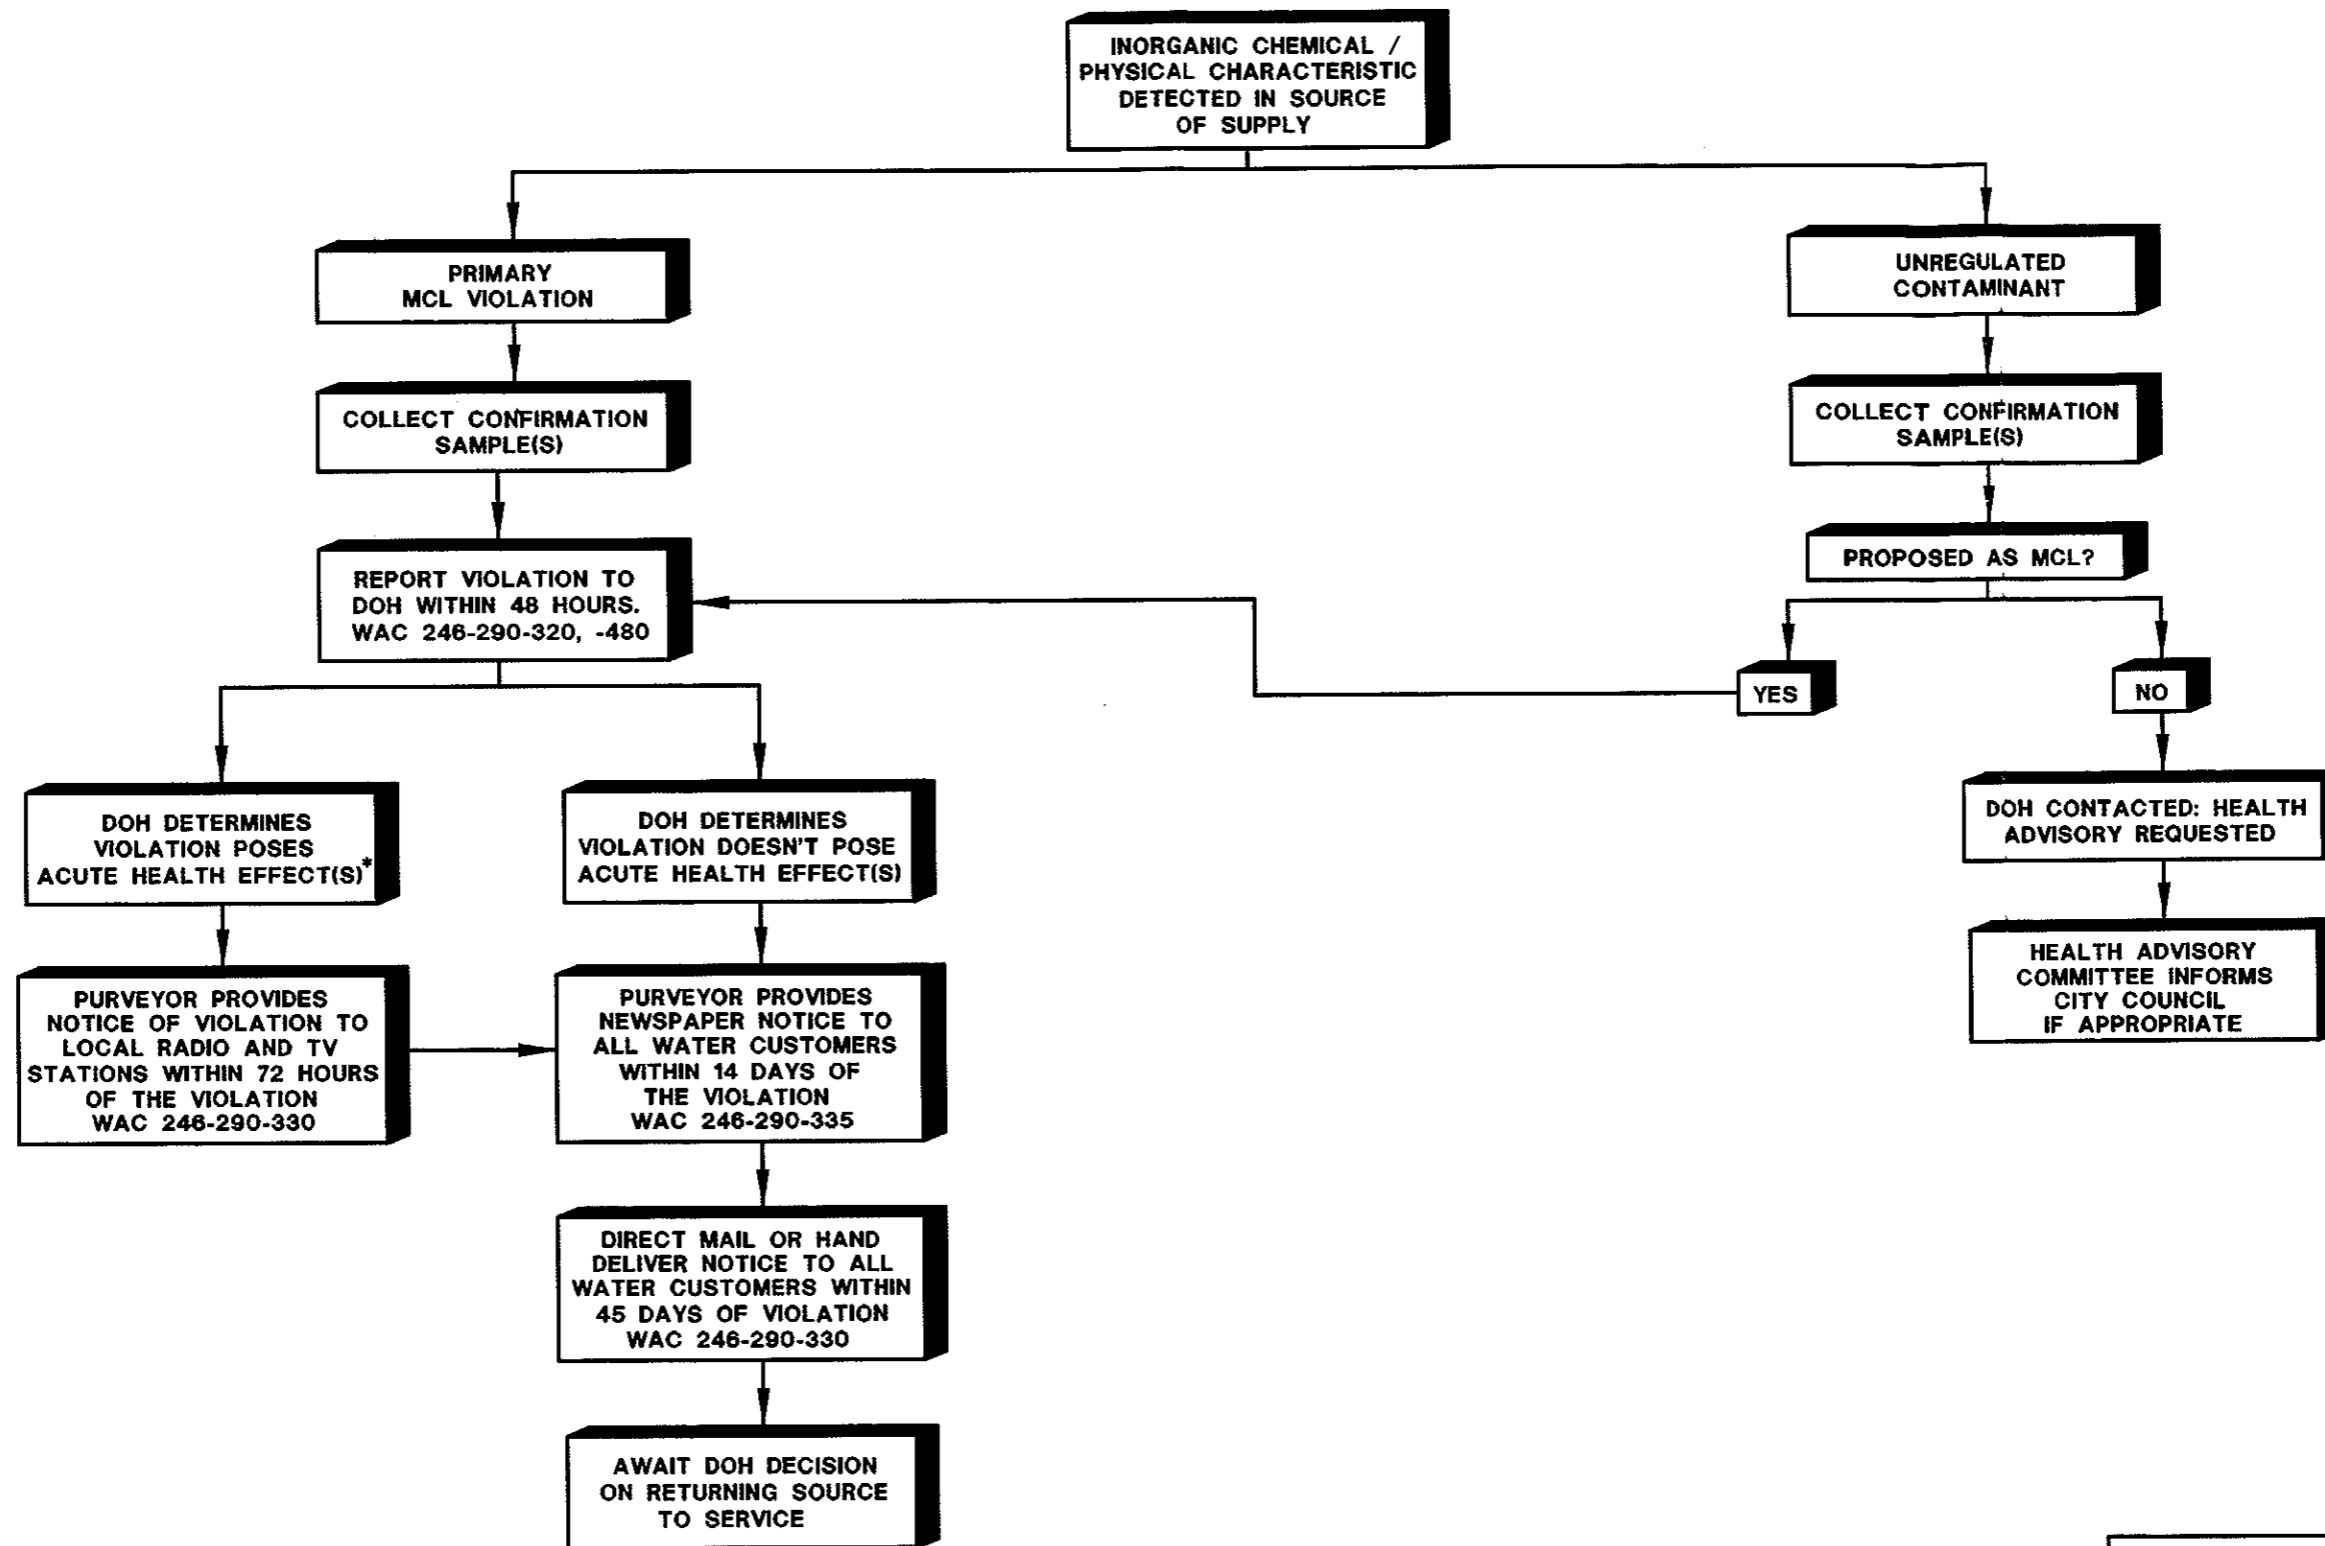 INORGANIC CHEMICAL /
PHYSICAL CHARACTERISTIC
DETECTED IN SOURCE
OF SUPPLY
PRIMARY
MCL VIOLATION
UNREGULATED
CONTAMINANT
COLLECT CONFIRMATION
SAMPLE(S)
COLLECT CONFIRMATION
SAMPLE(S)
REPORT VIOLATION TO
DOH WITHIN 48 HOURS.
WAC 246-290-320, -480
PROPOSED AS MCL?
YES
NO
DOH DETERMINES
VIOLATION POSES
ACUTE HEALTH EFFECT(S)*
DOH DETERMINES
VIOLATION DOESN'T POSE
ACUTE HEALTH EFFECT(S)
DOH CONTACTED: HEALTH
ADVISORY REQUESTED
PURVEYOR PROVIDES
NOTICE OF VIOLATION TO
LOCAL RADIO AND TV
STATIONS WITHIN 72 HOURS
OF THE VIOLATION
WAC 246-290-330
PURVEYOR PROVIDES
NEWSPAPER NOTICE TO
ALL WATER CUSTOMERS
WITHIN 14 DAYS OF
THE VIOLATION
WAC 246-290-335
HEALTH ADVISORY
COMMITTEE INFORMS
CITY COUNCIL
IF APPROPRIATE
DIRECT MAIL OR HAND
DELIVER NOTICE TO ALL
WATER CUSTOMERS WITHIN
45 DAYS OF VIOLATION
WAC 246-290-330
AWAIT DOH DECISION
ON RETURNING SOURCE
TO SERVICE